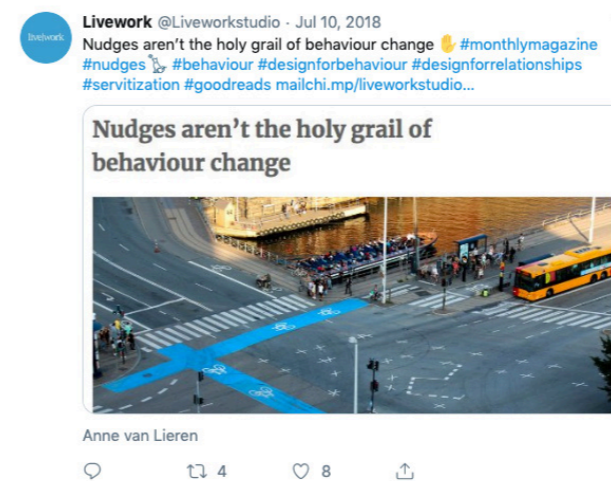 livework
Livework @Liveworkstudio · Jul 10, 2018
Nudges aren't the holy grail of behaviour change ✋ #monthlymagazine
#nudges #behaviour #designforbehaviour #designforrelationships
#servitization #goodreads mailchi.mp/liveworkstudio...
Nudges aren't the holy grail of
behaviour change
Anne van Lieren
4 8